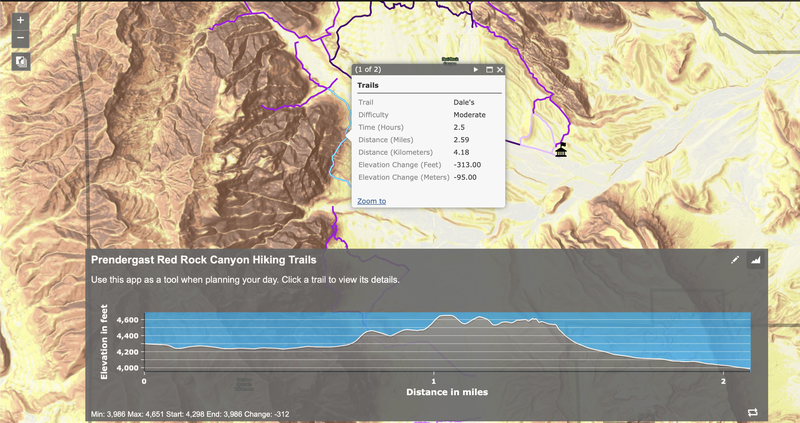 +
−
(1 of 2)
Trails
Trail Dale's
Difficulty Moderate
Time (Hours) 2.5
Distance (Miles) 2.59
Distance (Kilometers) 4.18
Elevation Change (Feet) -313.00
Elevation Change (Meters) -95.00
Zoom to
Prendergast Red Rock Canyon Hiking Trails
Use this app as a tool when planning your day. Click a trail to view its details.
Elevation in feet
4,600
4,400
4,200
4,000
0 1 2
Distance in miles
Min: 3,986 Max: 4,651 Start: 4,298 End: 3,986 Change: -312